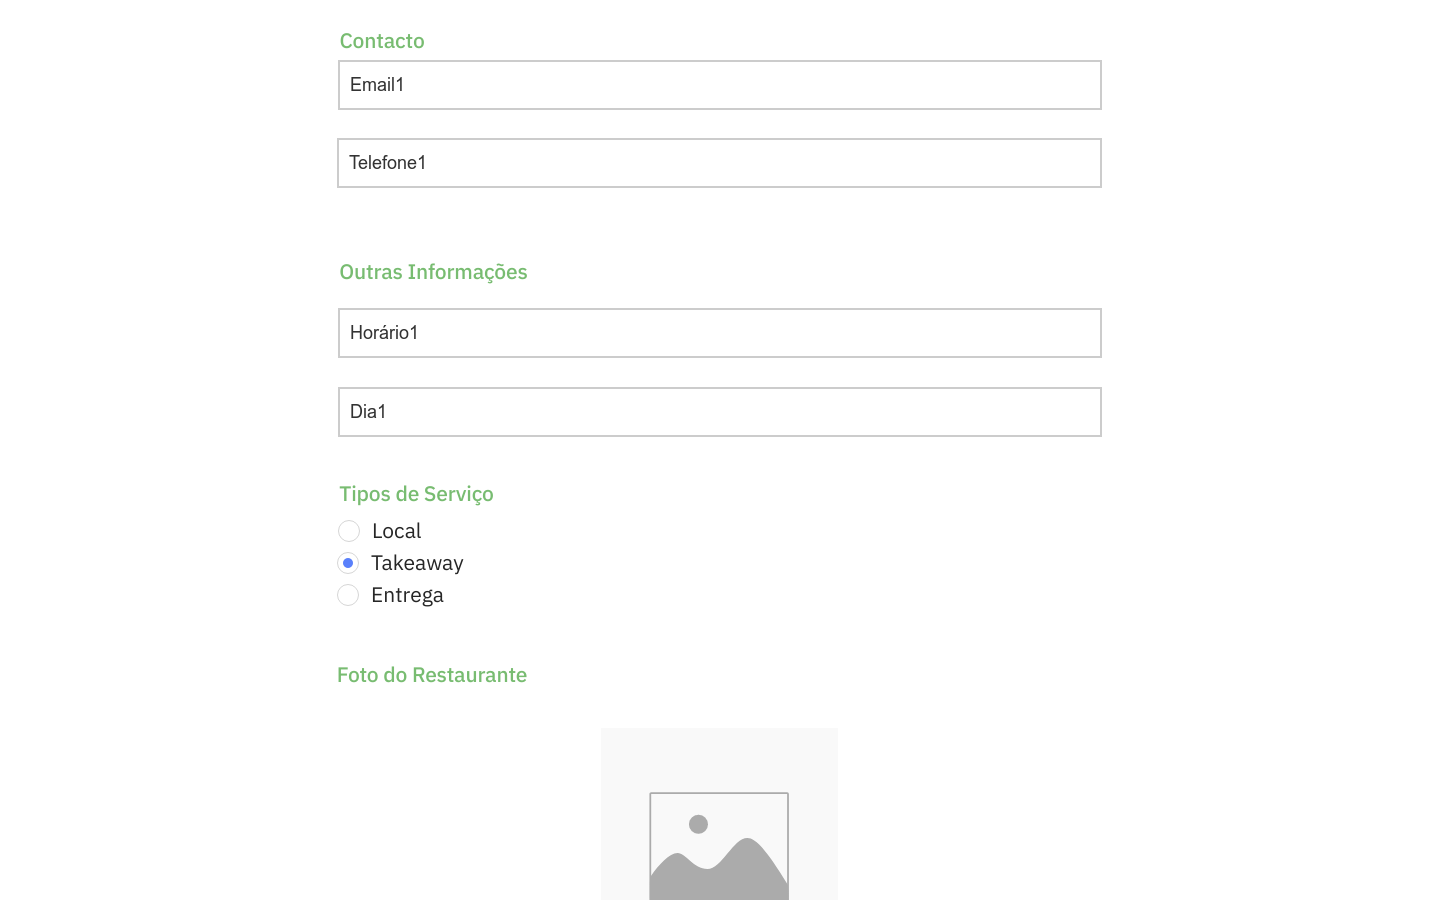 Contacto
Email1
Telefone1
Outras Informações
Horário1
Dia1
Tipos de Serviço
Local
Takeaway
Entrega
Foto do Restaurante